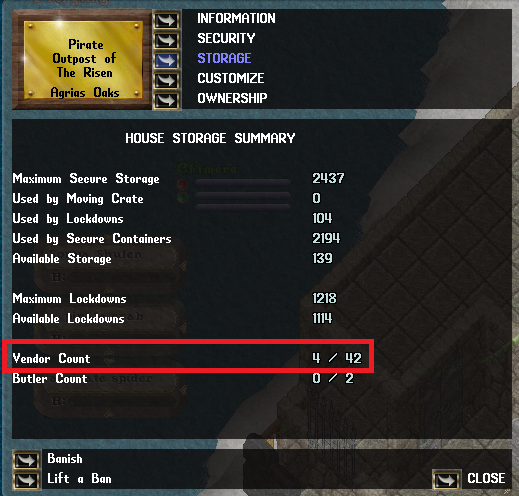 Pirate
Outpost of
The Risen
Agrias Oaks
INFORMATION
SECURITY
STORAGE
CUSTOMIZE
OWNERSHIP
HOUSE STORAGE SUMMARY
Maximum Secure Storage 2437
Used by Moving Crate 0
Used by Lockdowns 104
Used by Secure Containers 2194
Available Storage 139
Maximum Lockdowns 1218
Available Lockdowns 1114
Vendor Count 4 / 42
Butler Count 0 / 2
Banish
Lift a Ban
CLOSE